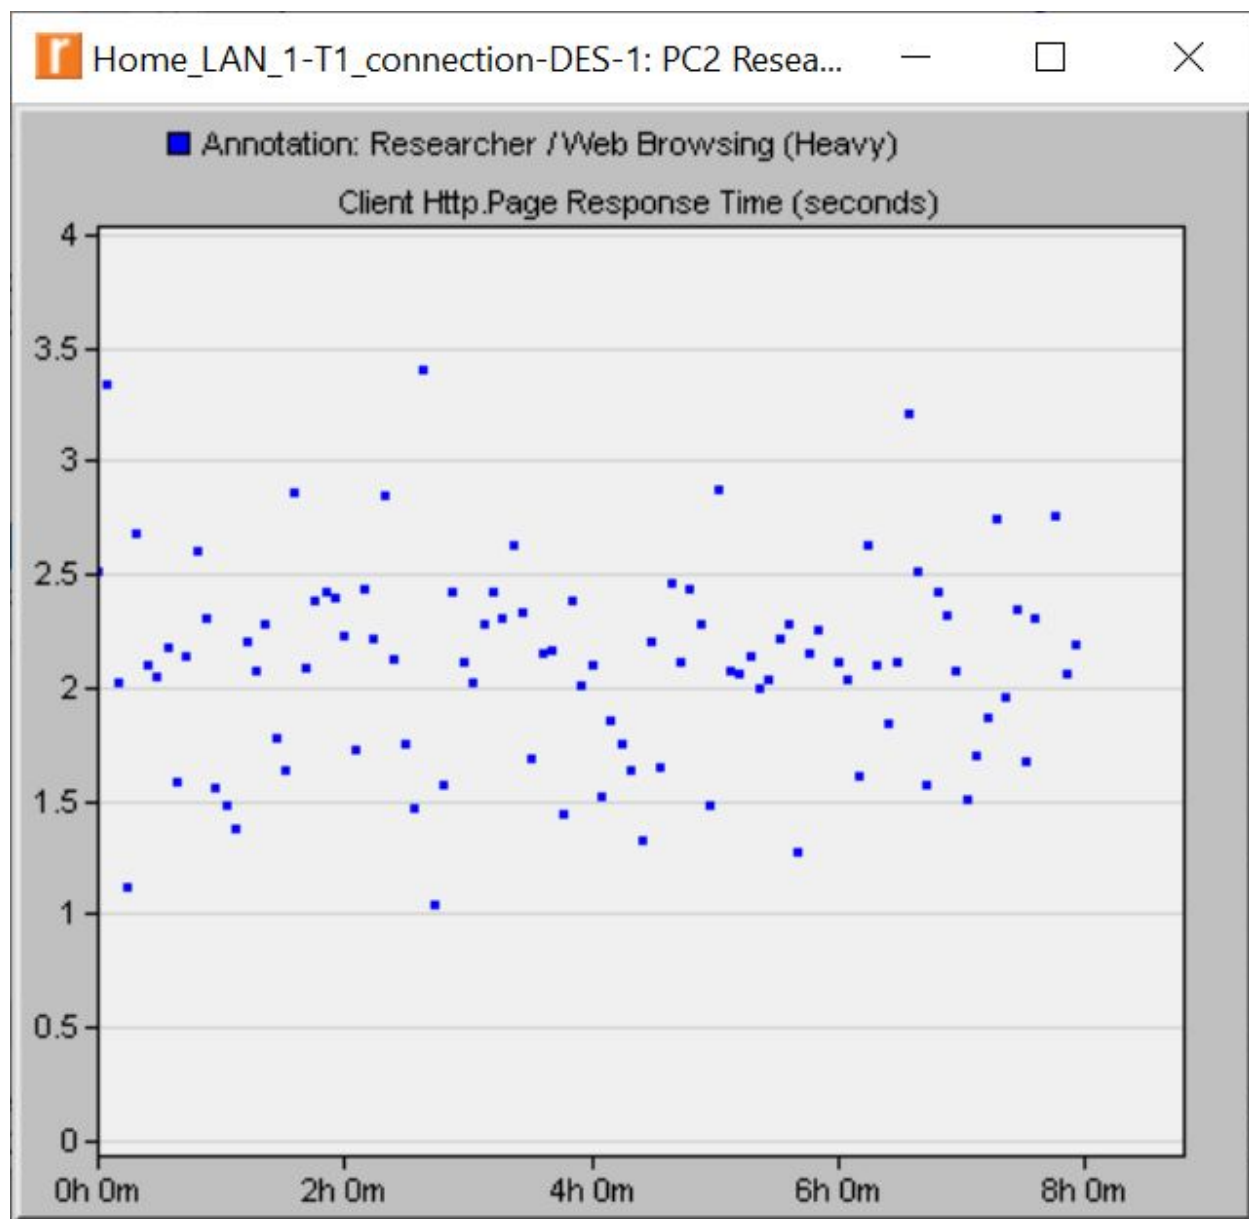 Home_LAN_1-T1_connection-DES-1: PC2 Resea...
Annotation: Researcher / Web Browsing (Heavy)
Client Http.Page Response Time (seconds)
4
3.5
3
2.5
2
1.5
1
0.5
0
0h 0m 2h 0m 4h 0m 6h 0m 8h 0m